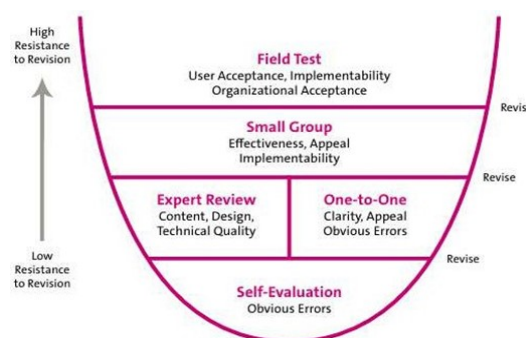 High
Resistance
to Revision
Field Test
User Acceptance, Implementability
Organizational Acceptance
Revis
Small Group
Effectiveness, Appeal
Implementability
Revise
Expert Review
Content, Design,
Technical Quality
One-to-One
Clarity, Appeal
Obvious Errors
Low
Resistance
to Revision
Revise
Self-Evaluation
Obvious Errors